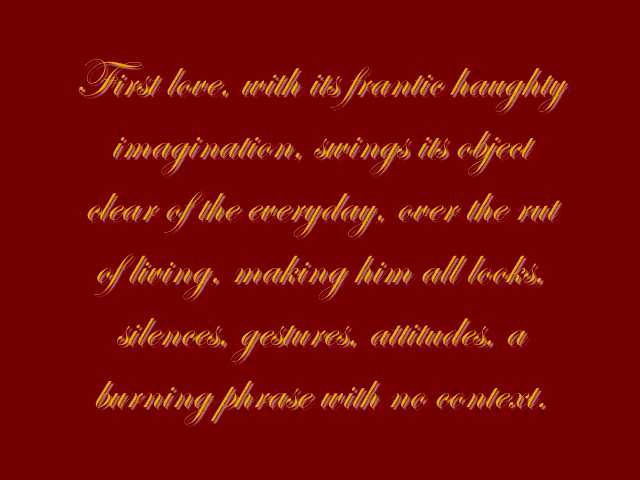 First love, with its frantic haughty
imagination, swings its object
clear of the everyday, over the rut
of living, making him all looks,
silences, gestures, attitudes, a
burning phrase with no context.